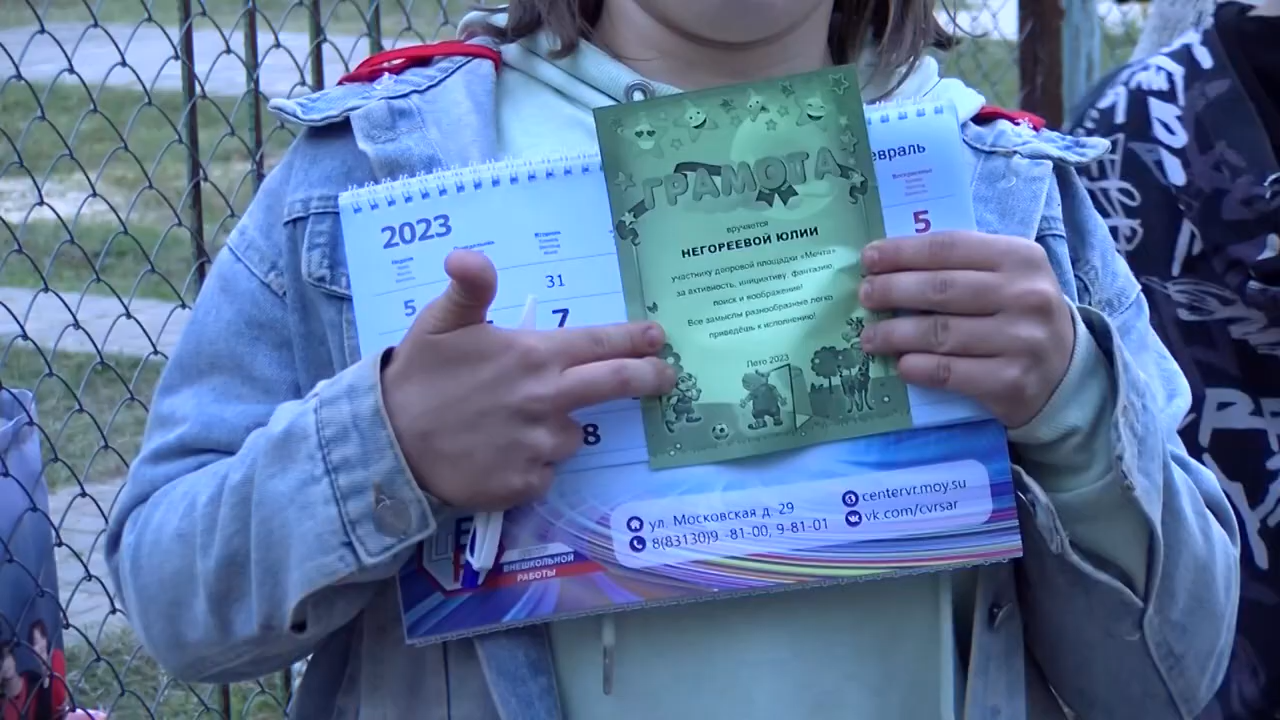 2023
евраль
Воскресенье
31
5
5
7
8
ГРАМОТА
вручается
НЕГОРЕЕВОЙ ЮЛИИ
участнику дворовой площадки «Мечта»
за активность, инициативу, фантазию,
поиск и воображение!
Все замыслы разнообразные легко
приведёшь к исполнению!
Лето 2023
ул. Московская д. 29
8(83130)9 -81-00, 9-81-01
centervr.moy.su
vk.com/cvrsar
ВНЕШКОЛЬНОЙ
РАБОТЫ